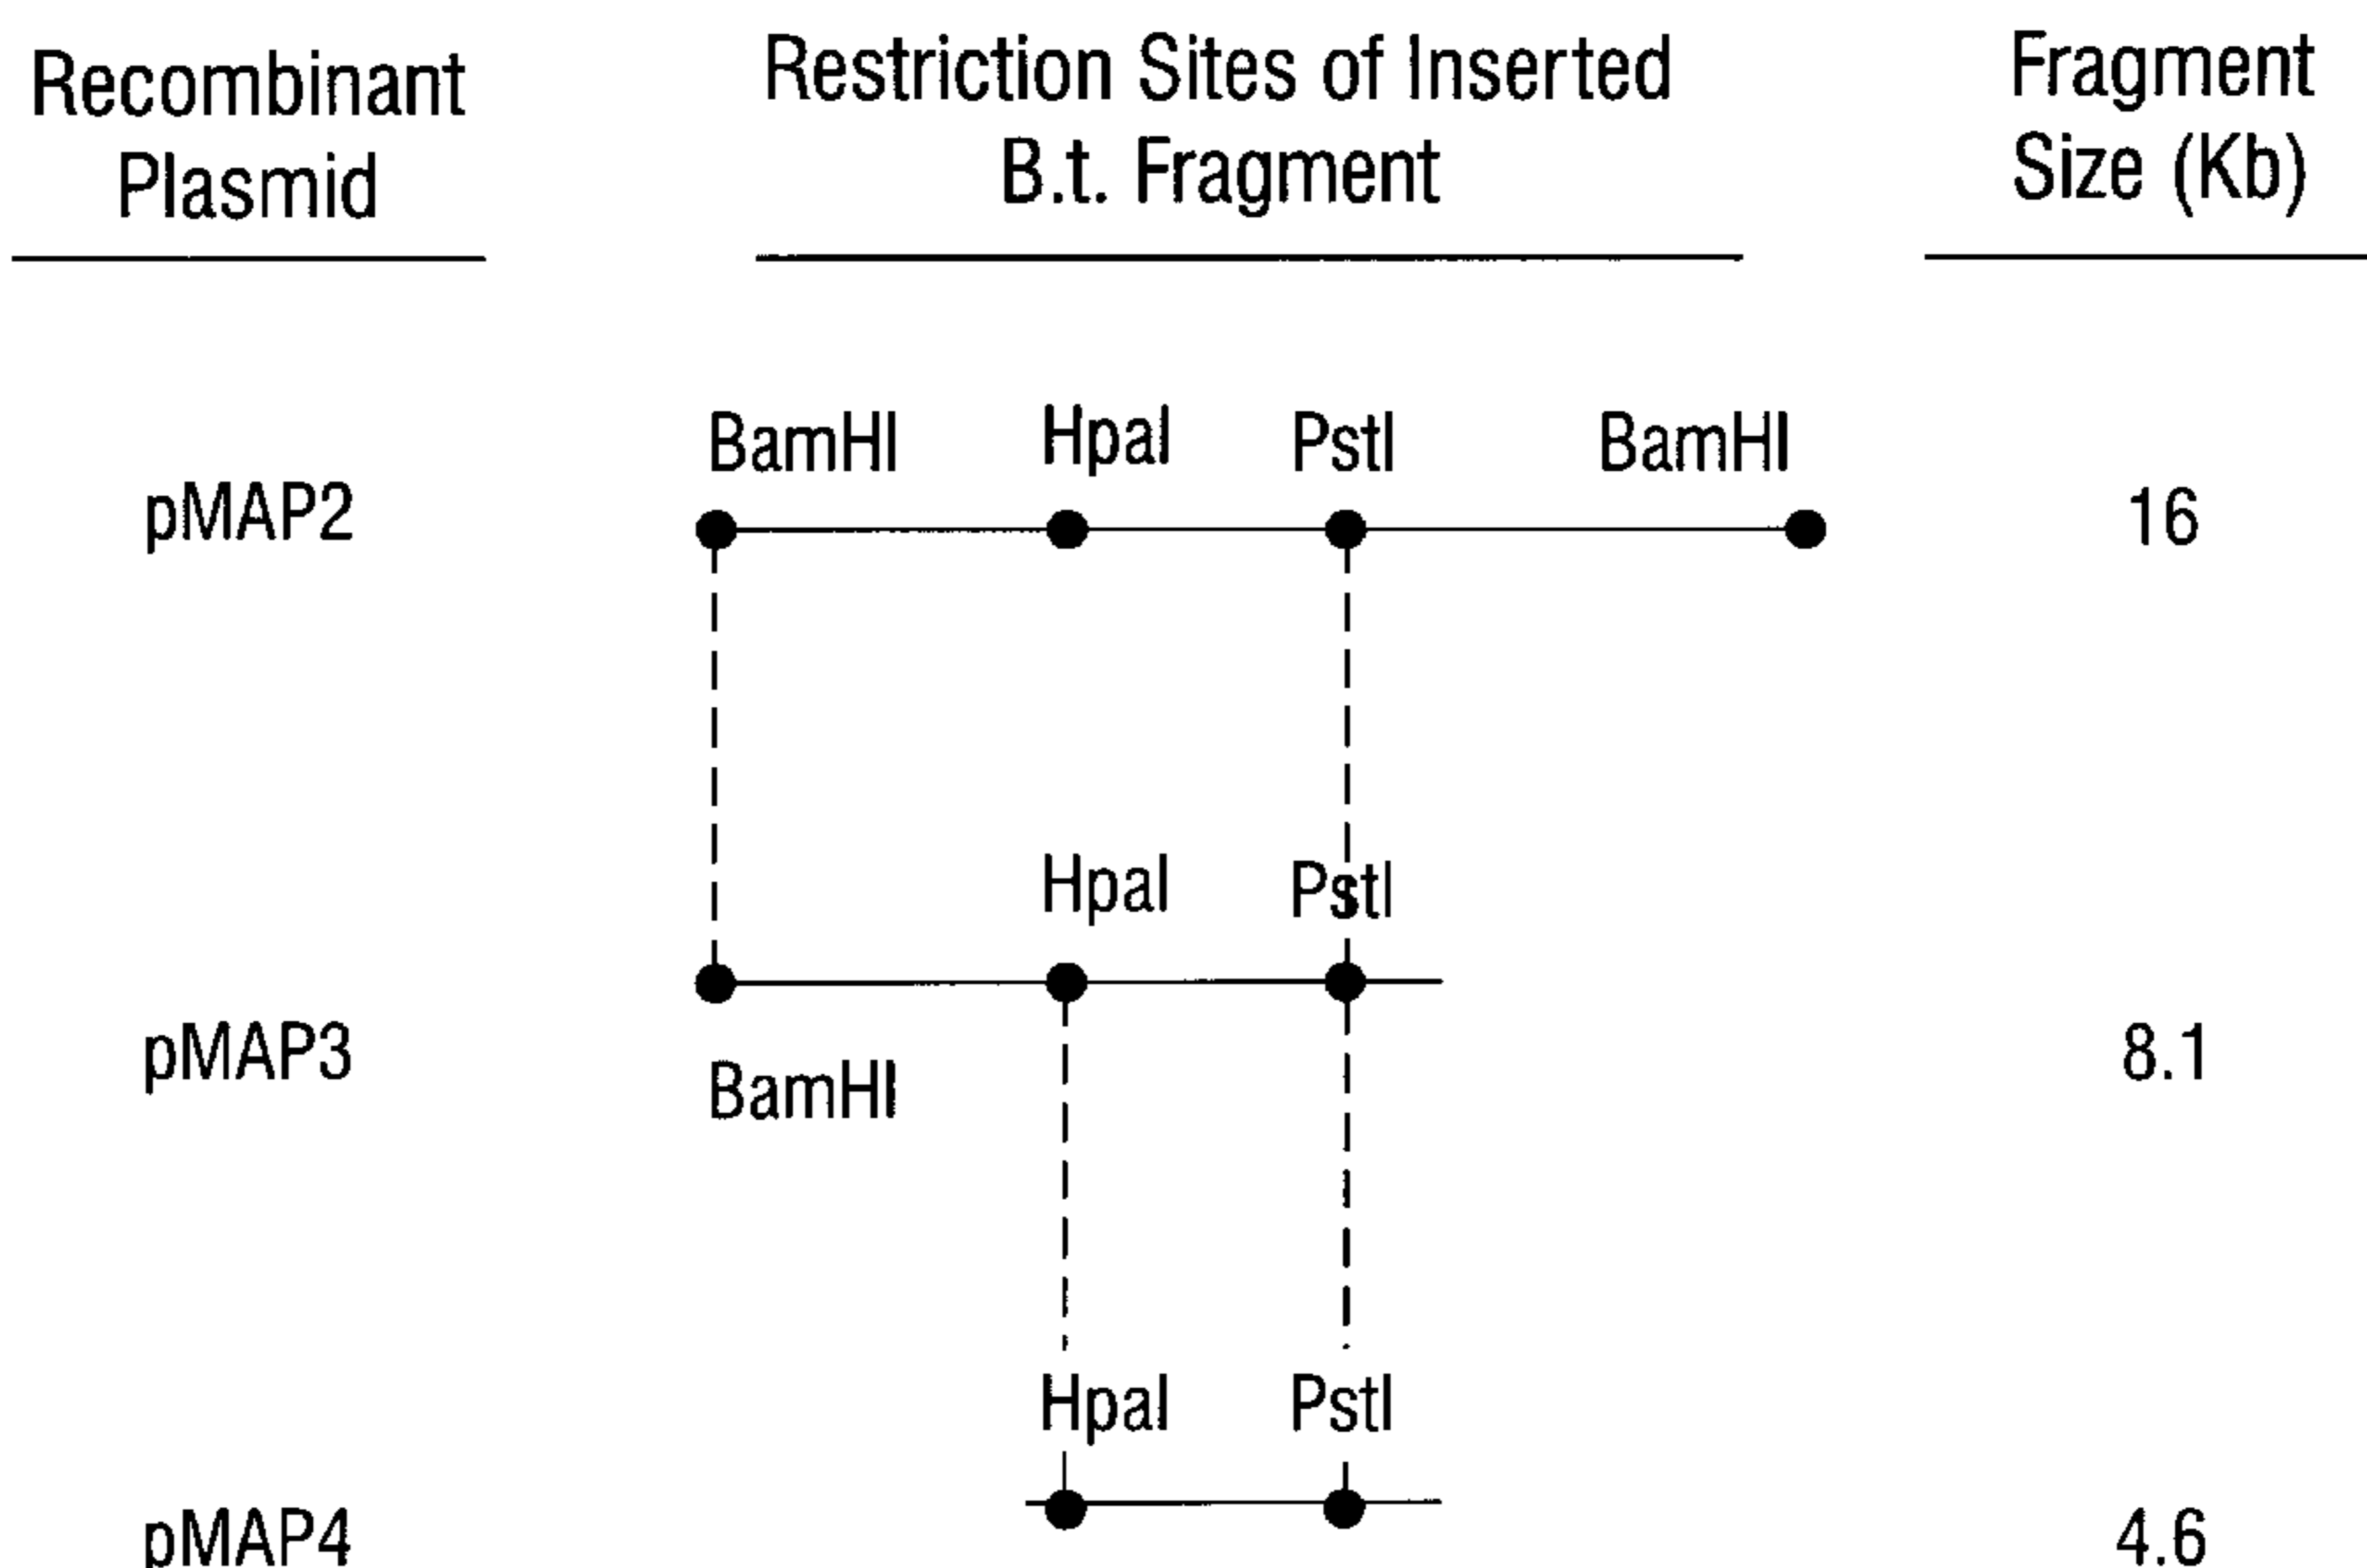 Recombinant
Plasmid
Restriction Sites of Inserted
B.t. Fragment
Fragment
Size (Kb)
BamHI HpaI PstI BamHI
pMAP2 16
HpaI PstI
pMAP3 8.1
BamHI
HpaI PstI
pMAP4 4.6